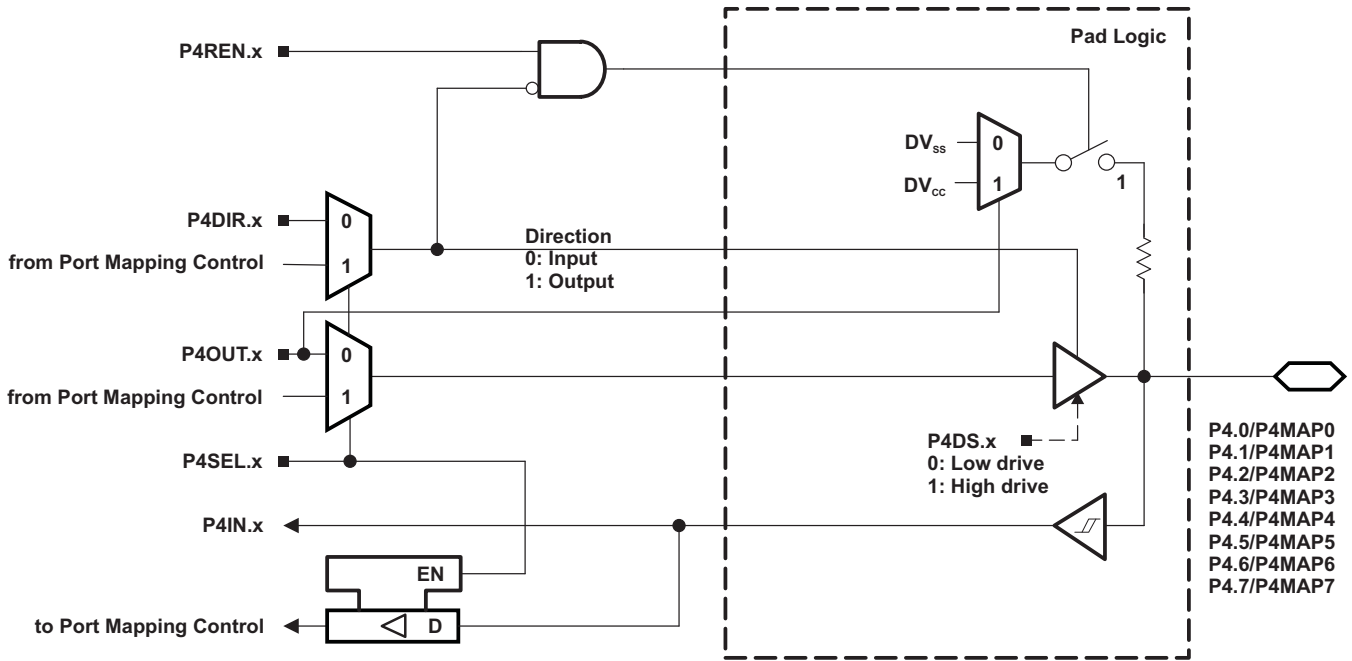 Pad Logic
P4REN.x
DVSS
0
DVCC
1
1
P4DIR.x
0
Direction
0: Input
1: Output
from Port Mapping Control
1
P4OUT.x
0
from Port Mapping Control
1
P4DS.x
0: Low drive
1: High drive
P4.0/P4MAP0
P4.1/P4MAP1
P4.2/P4MAP2
P4.3/P4MAP3
P4.4/P4MAP4
P4.5/P4MAP5
P4.6/P4MAP6
P4.7/P4MAP7
P4SEL.x
P4IN.x
EN
to Port Mapping Control
D